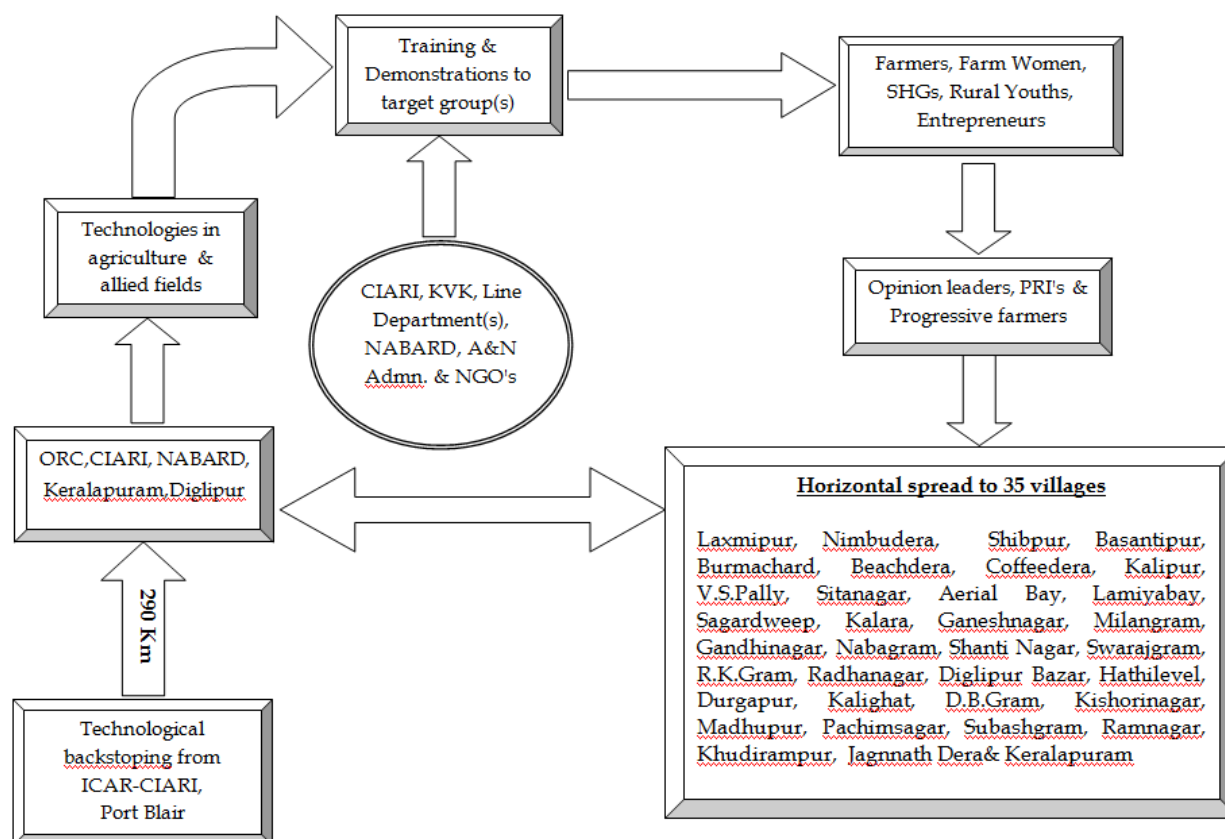 Training &
Demonstrations to
target group(s)
Farmers, Farm Women,
SHGs, Rural Youths,
Entrepreneurs
Technologies in
agriculture &
allied fields
CIARI, KVK, Line
Department(s),
NABARD, A&N
Admn. & NGO's
Opinion leaders, PRI's &
Progressive farmers
ORC,CIARI, NABARD,
Keralapuram,Diglipur
290 Km
Technological
backstoping from
ICAR-CIARI,
Port Blair
Horizontal spread to 35 villages
Laxmipur, Nimbudera, Shibpur, Basantipur,
Burmachard, Beachdera, Coffeedera, Kalipur,
V.S.Pally, Sitanagar, Aerial Bay, Lamiyabay,
Sagardweep, Kalara, Ganeshnagar, Milangram,
Gandhinagar, Nabagram, Shanti Nagar, Swarajgram,
R.K.Gram, Radhanagar, Diglipur Bazar, Hathilevel,
Durgapur, Kalighat, D.B.Gram, Kishorinagar,
Madhupur, Pachimsagar, Subashgram, Ramnagar,
Khudirampur, Jagnnath Dera& Keralapuram